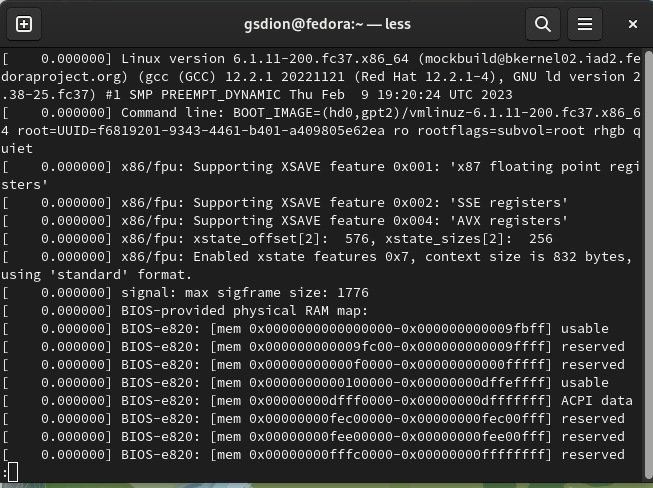 gsdion@fedora:~ — less
[    0.000000] Linux version 6.1.11-200.fc37.x86_64 (mockbuild@bkernel02.iad2.fe
doraproject.org) (gcc (GCC) 12.2.1 20221121 (Red Hat 12.2.1-4), GNU ld version 2
.38-25.fc37) #1 SMP PREEMPT_DYNAMIC Thu Feb  9 19:20:24 UTC 2023
[    0.000000] Command line: BOOT_IMAGE=(hd0,gpt2)/vmlinuz-6.1.11-200.fc37.x86_6
4 root=UUID=f6819201-9343-4461-b401-a409805e62ea ro rootflags=subvol=root rhgb q
uiet
[    0.000000] x86/fpu: Supporting XSAVE feature 0x001: 'x87 floating point regi
sters'
[    0.000000] x86/fpu: Supporting XSAVE feature 0x002: 'SSE registers'
[    0.000000] x86/fpu: Supporting XSAVE feature 0x004: 'AVX registers'
[    0.000000] x86/fpu: xstate_offset[2]:  576, xstate_sizes[2]:  256
[    0.000000] x86/fpu: Enabled xstate features 0x7, context size is 832 bytes,
using 'standard' format.
[    0.000000] signal: max sigframe size: 1776
[    0.000000] BIOS-provided physical RAM map:
[    0.000000] BIOS-e820: [mem 0x0000000000000000-0x000000000009fbff] usable
[    0.000000] BIOS-e820: [mem 0x000000000009fc00-0x000000000009ffff] reserved
[    0.000000] BIOS-e820: [mem 0x00000000000f0000-0x00000000000fffff] reserved
[    0.000000] BIOS-e820: [mem 0x0000000000100000-0x00000000dffeffff] usable
[    0.000000] BIOS-e820: [mem 0x00000000dfff0000-0x00000000dfffffff] ACPI data
[    0.000000] BIOS-e820: [mem 0x00000000fec00000-0x00000000fec00fff] reserved
[    0.000000] BIOS-e820: [mem 0x00000000fee00000-0x00000000fee00fff] reserved
[    0.000000] BIOS-e820: [mem 0x00000000fffc0000-0x00000000ffffffff] reserved
: